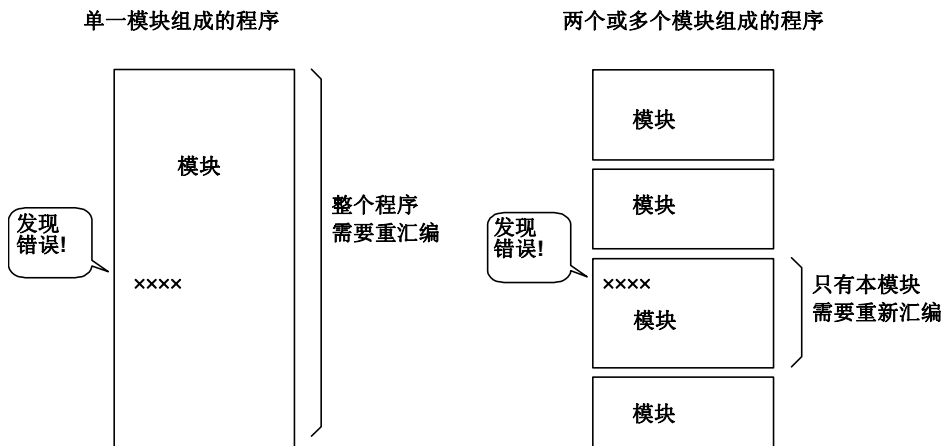 单一模块组成的程序
模块
发现
错误!
××××
整个程序
需要重汇编
两个或多个模块组成的程序
模块
模块
发现
错误!
××××
模块
只有本模块
需要重新汇编
模块